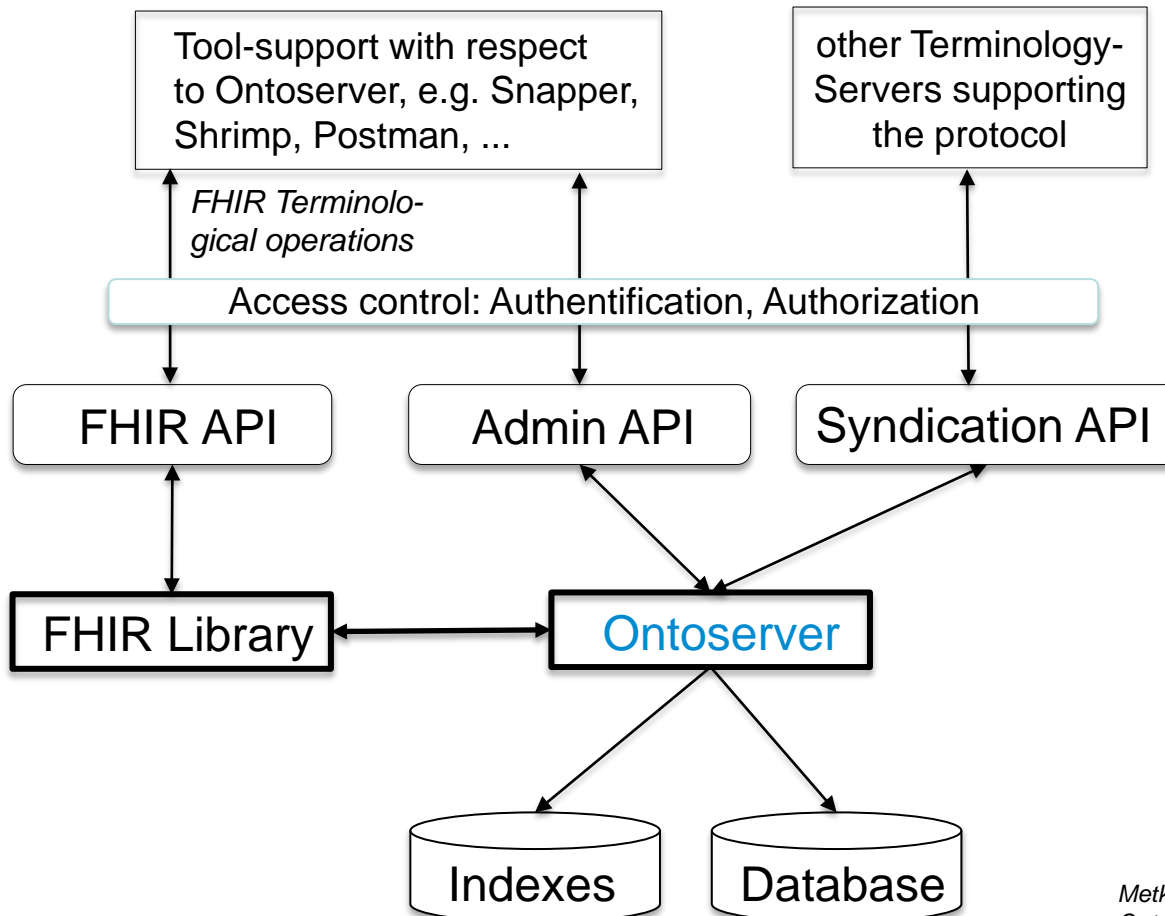 Tool-support with respect
to Ontoserver, e.g. Snapper,
Shrimp, Postman, ...
other Terminology-
Servers supporting
the protocol
FHIR Terminolo-
gical operations
Access control: Authentification, Authorization
FHIR API
Admin API
Syndication API
FHIR Library
Ontoserver
Indexes
Database